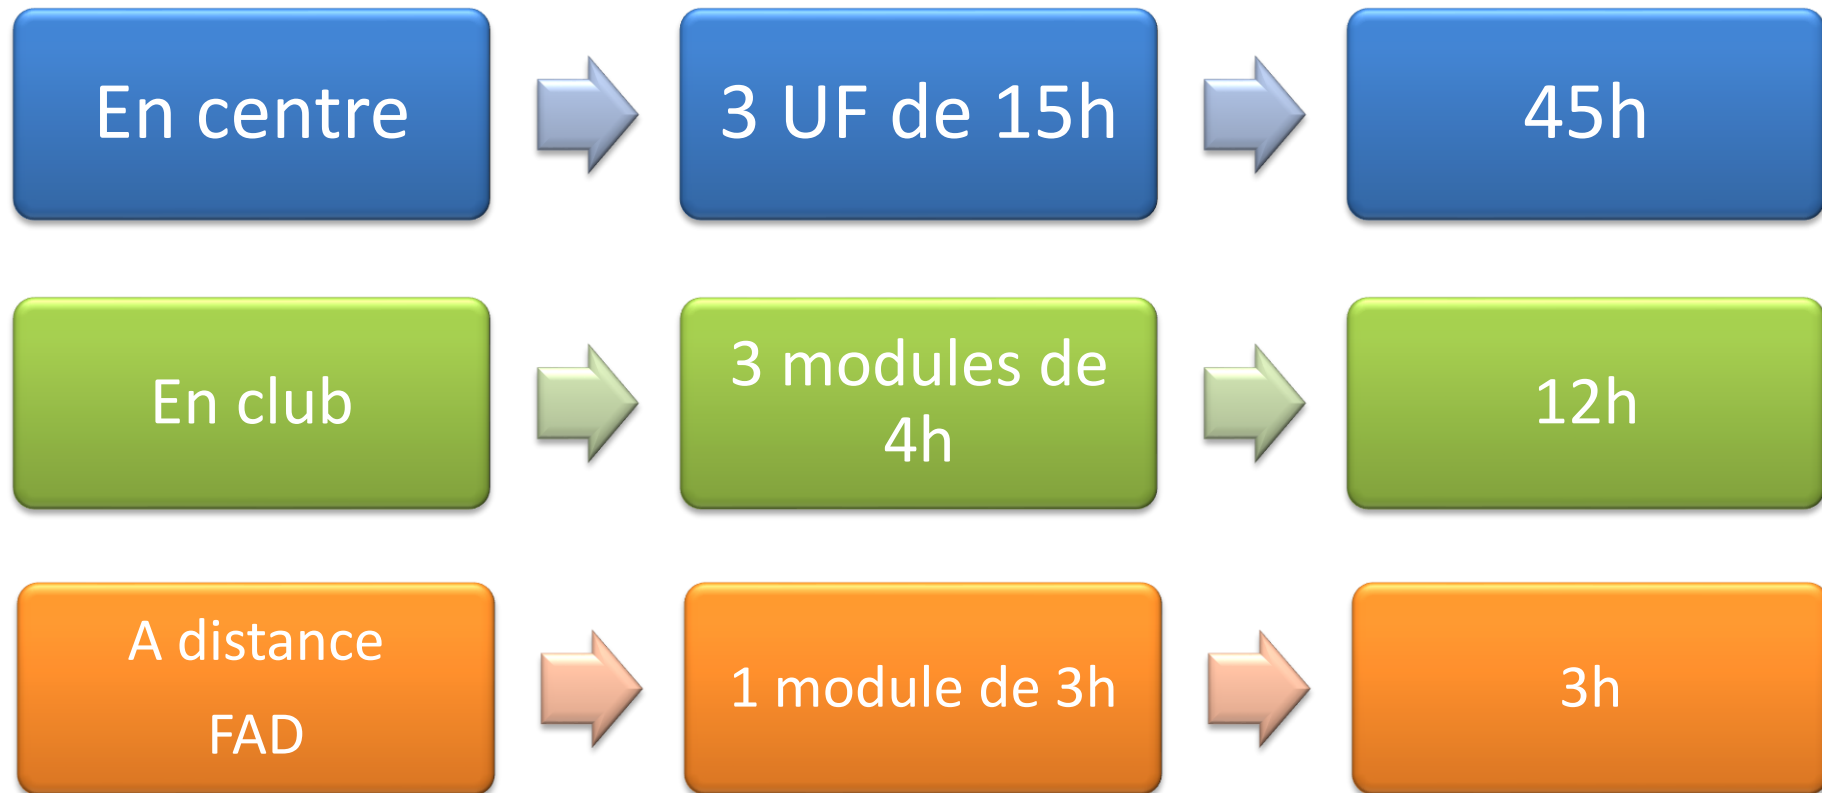 En centre
3 UF de 15h
45h
En club
3 modules de
4h
12h
A distance
FAD
1 module de 3h
3h